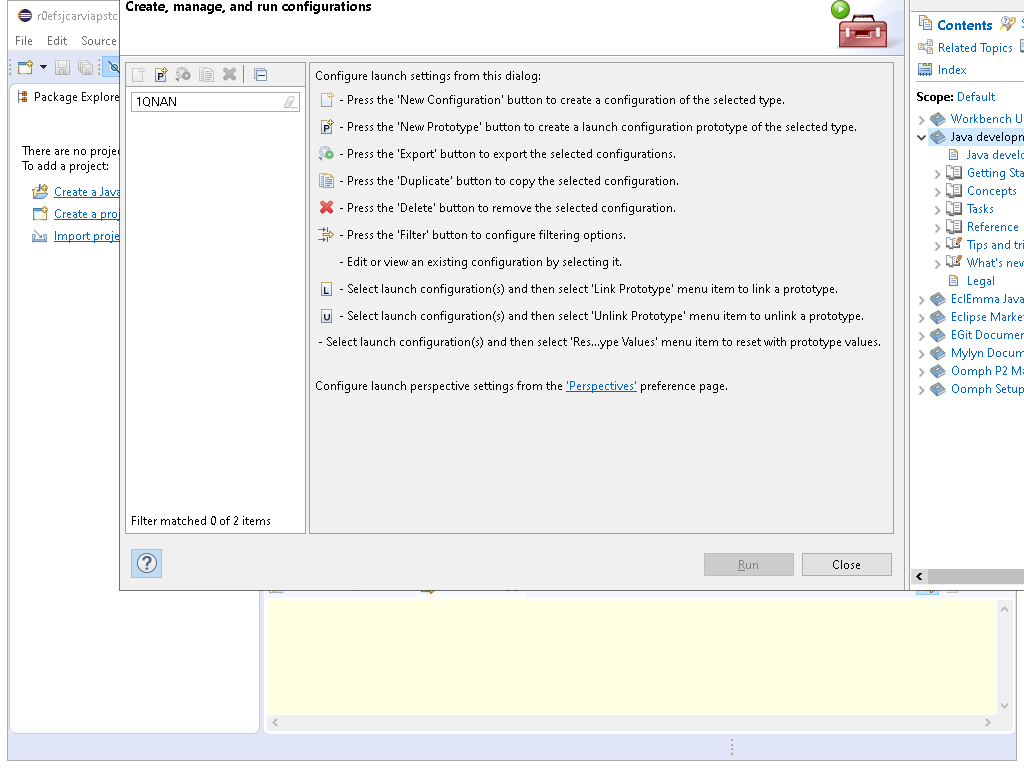 Create, manage, and run configurations
r0efsjcarviapstc
File Edit Source
Package Explore
There are no projec
To add a project:
Create a Java
Create a proj
Import proje
1QNAN
Filter matched 0 of 2 items
Configure launch settings from this dialog:
- Press the 'New Configuration' button to create a configuration of the selected type.
- Press the 'New Prototype' button to create a launch configuration prototype of the selected type.
- Press the 'Export' button to export the selected configurations.
- Press the 'Duplicate' button to copy the selected configuration.
- Press the 'Delete' button to remove the selected configuration.
- Press the 'Filter' button to configure filtering options.
- Edit or view an existing configuration by selecting it.
- Select launch configuration(s) and then select 'Link Prototype' menu item to link a prototype.
- Select launch configuration(s) and then select 'Unlink Prototype' menu item to unlink a prototype.
- Select launch configuration(s) and then select 'Res...ype Values' menu item to reset with prototype values.
Configure launch perspective settings from the 'Perspectives' preference page.
Run Close
Contents
Related Topics
Index
Scope: Default
Workbench U
Java developn
Java develo
Getting Sta
Concepts
Tasks
Reference
Tips and tri
What's new
Legal
EclEmma Java
Eclipse Marke
EGit Documer
Mylyn Docum
Oomph P2 Ma
Oomph Setup